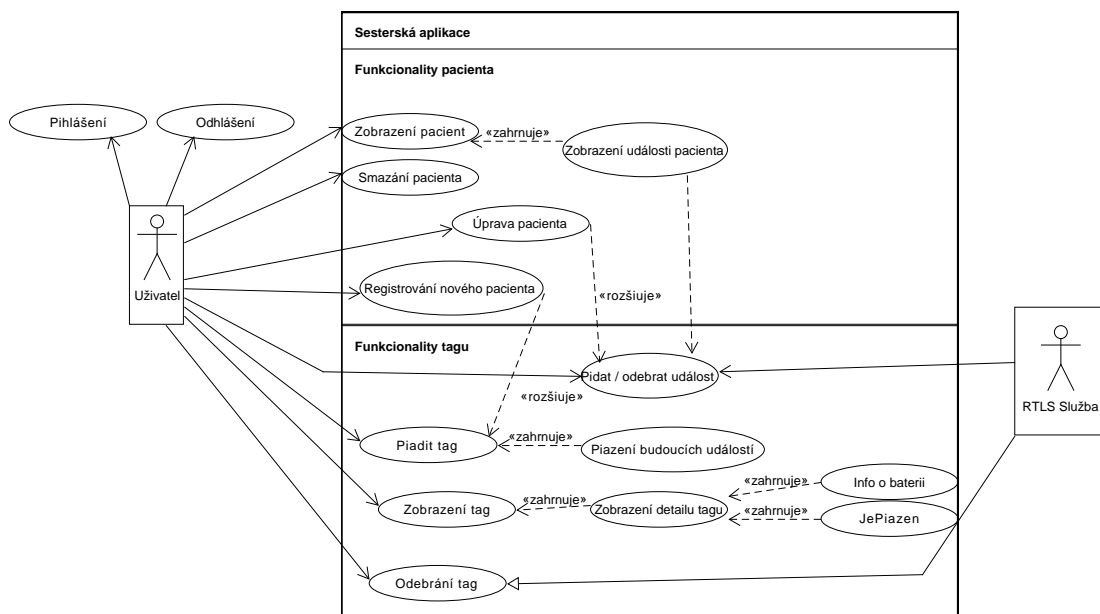 Sesterská aplikace
Funkcionality pacienta
Pihlášení
Odhlášení
Zobrazení pacient
«zahrnuje»
Zobrazení události pacienta
Smazání pacienta
Úprava pacienta
Uživatel
Registrování nového pacienta
«rozšiuje»
Funkcionality tagu
Pidat / odebrat událost
«rozšiuje»
RTLS Služba
Piadit tag
«zahrnuje»
Piazení budoucích událostí
Zobrazení tag
«zahrnuje»
Zobrazení detailu tagu
«zahrnuje»
Info o baterii
«zahrnuje»
JePiazen
Odebrání tag